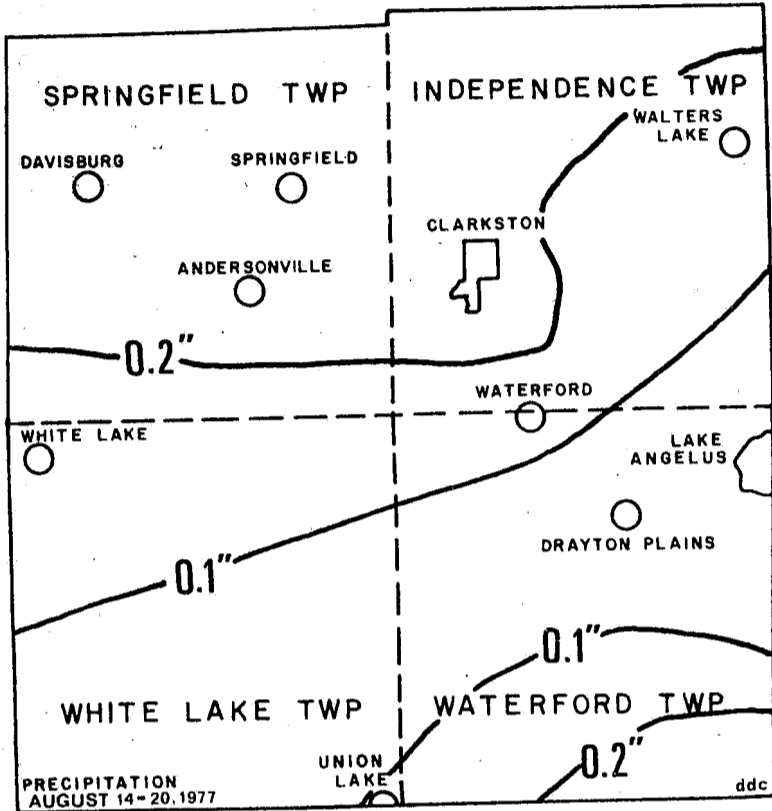 SPRINGFIELD TWP
INDEPENDENCE TWP
WALTERS
LAKE
DAVISBURG
SPRINGFIELD
CLARKSTON
ANDERSONVILLE
0.2"
WATERFORD
WHITE LAKE
LAKE
ANGELUS
DRAYTON PLAINS
0.1"
0.1"
WHITE LAKE TWP
WATERFORD TWP
UNION
LAKE
0.2"
PRECIPITATION
AUGUST 14-20, 1977
ddc